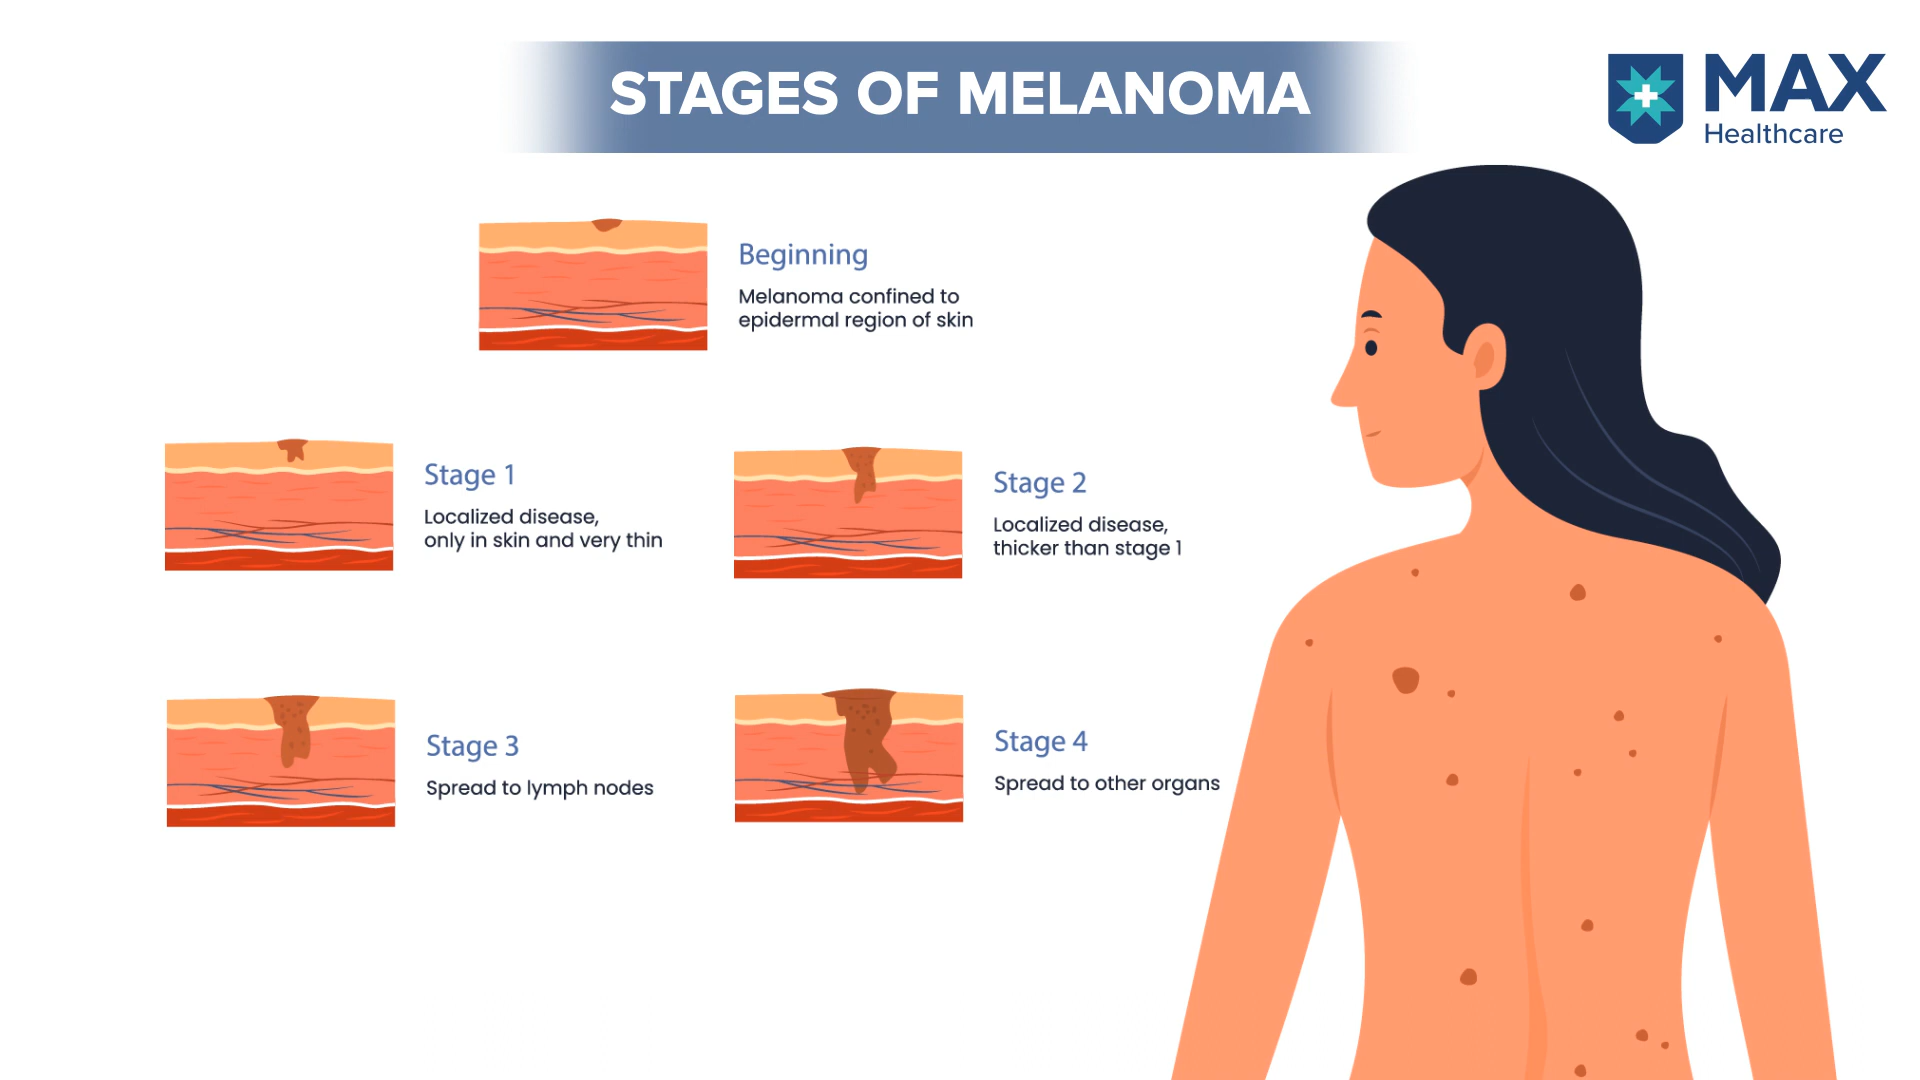 STAGES OF MELANOMA
MAX
Healthcare
Beginning
Melanoma confined to
epidermal region of skin
Stage 1
Localized disease,
only in skin and very thin
Stage 2
Localized disease,
thicker than stage 1
Stage 3
Spread to lymph nodes
Stage 4
Spread to other organs